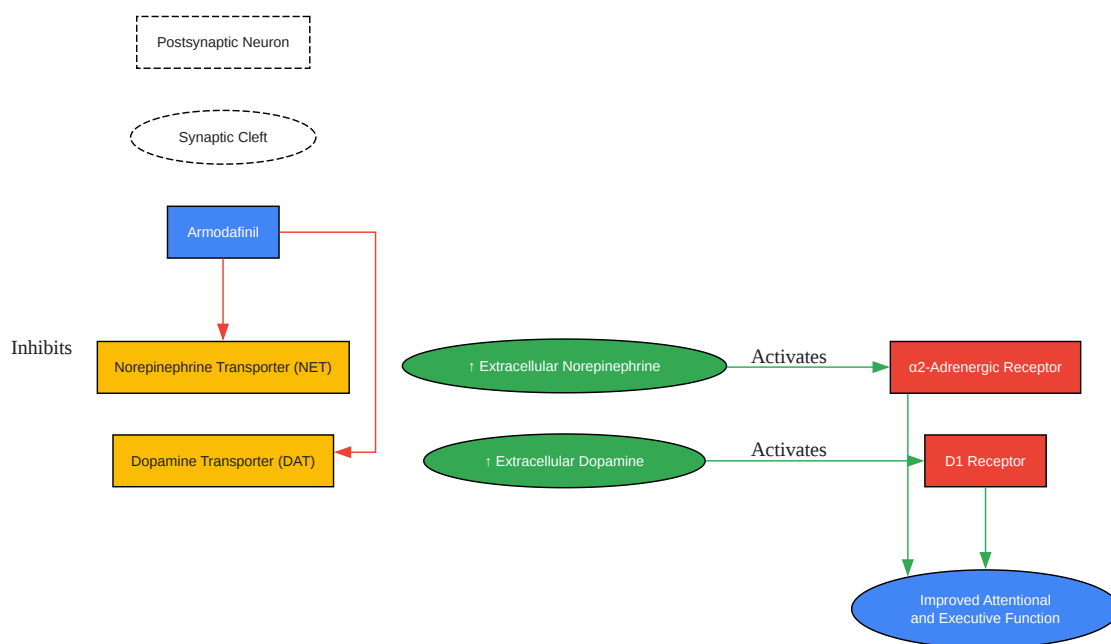 Postsynaptic Neuron
Synaptic Cleft
Armodafinil
Inhibits
Norepinephrine Transporter (NET)
↑ Extracellular Norepinephrine
Activates
α2-Adrenergic Receptor
Dopamine Transporter (DAT)
↑ Extracellular Dopamine
Activates
D1 Receptor
Improved Attentional
and Executive Function